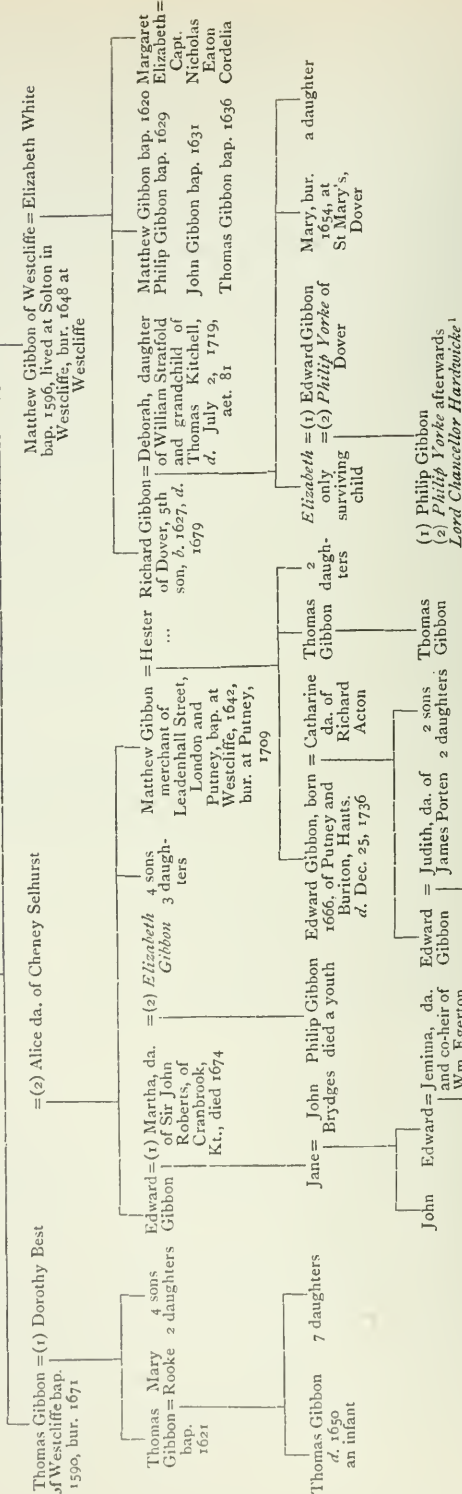 Thomas Gibbon = (1) Dorothy Best
of Westcliffe bap.
1590, bur. 1671
= (2) Alice da. of Cheney Selhurst
Matthew Gibbon of Westcliffe = Elizabeth White
bap. 1596, lived at Solton in
Westcliffe, bur. 1648 at
Westcliffe
Thomas Mary 4 sons
Gibbon = Rooke 2 daughters
bap.
1621
Edward = (1) Martha, da.
Gibbon of Sir John
Roberts, of
Cranbrook,
Kt., died 1674
= (2) Elizabeth
Gibbon
4 sons
3 daugh-
ters
Matthew Gibbon = Hester
merchant of ...
Leadenhall Street,
London and
Putney, bap. at
Westcliffe, 1642,
bur. at Putney,
1709
Richard Gibbon = Deborah, daughter
of Dover, 5th of William Stratfold
son, b. 1627, d. and grandchild of
1679 Thomas Kitchell,
d. July 2, 1719,
aet. 81
Matthew Gibbon bap. 1620
Philip Gibbon bap. 1629
John Gibbon bap. 1631
Thomas Gibbon bap. 1636
Margaret
Elizabeth =
Capt.
Nicholas
Eaton
Cordelia
Thomas Gibbon 7 daughters
d. 1650
an infant
Jane = John
Brydges
Philip Gibbon
died a youth
Edward Gibbon, born = Catharine
1666, of Putney and da. of
Buriton, Hants. Richard
d. Dec. 25, 1736 Acton
Thomas
Gibbon
2
daugh-
ters
Elizabeth = (1) Edward Gibbon
only = (2) Philip Yorke of
surviving Dover
child
Mary, bur.
1654, at
St Mary's,
Dover
a daughter
John Edward = Jemima, da.
and co-heir of
Wm. Egerton
Edward = Judith, da. of 2 sons
Gibbon James Porten 2 daughters
Thomas
Gibbon
(1) Philip Gibbon
(2) Philip Yorke afterwards
Lord Chancellor Hardwicke 1